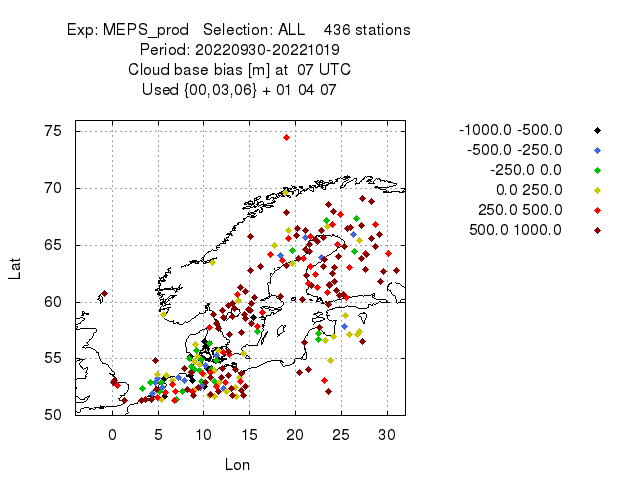 Exp: MEPS_prod   Selection: ALL    436 stations
Period: 20220930-20221019
Cloud base bias [m] at  07 UTC
Used {00,03,06} + 01 04 07
-1000.0 -500.0
-500.0 -250.0
-250.0 0.0
0.0 250.0
250.0 500.0
500.0 1000.0
Lat
75
70
65
60
55
50
0 5 10 15 20 25 30
Lon